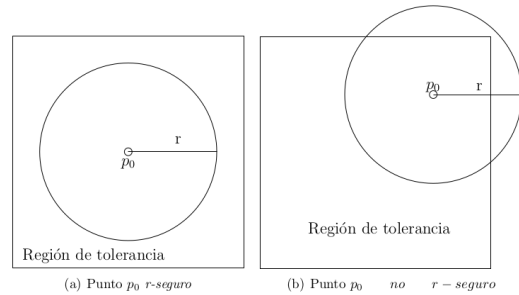 r
p₀
Región de tolerancia
(a) Punto p₀ r-seguro
r
p₀
Región de tolerancia
(b) Punto p₀ no r − seguro